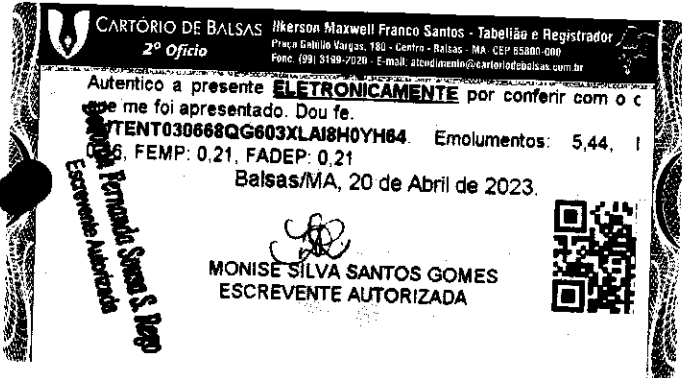 CARTÓRIO DE BALSAS
2º Ofício
Ilkerson Maxwell Franco Santos - Tabelião e Registrador
Praça Getúlio Vargas, 180 - Centro - Balsas - MA - CEP 65800-000
Fone. (99) 3199-2020 - E-mail: atendimento@cartoriodebalsas.com.br
Autentico a presente ELETRONICAMENTE por conferir com o
me foi apresentado. Dou fe.
TENT030668QG603XLAI8H0YH64. Emolumentos: 5,44,
FEMP: 0,21, FADEP: 0,21
Balsas/MA, 20 de Abril de 2023.
MONISE SILVA SANTOS GOMES
ESCREVENTE AUTORIZADA
Fernanda Sousa S. Rego
Escrevente Autorizada